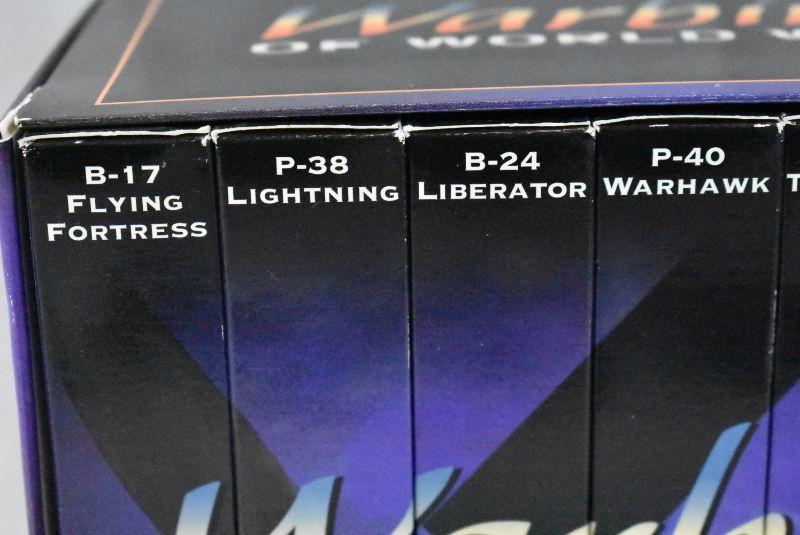 OF WORLD
B-17
FLYING
FORTRESS
P-38
LIGHTNING
B-24
LIBERATOR
P-40
WARHAWK